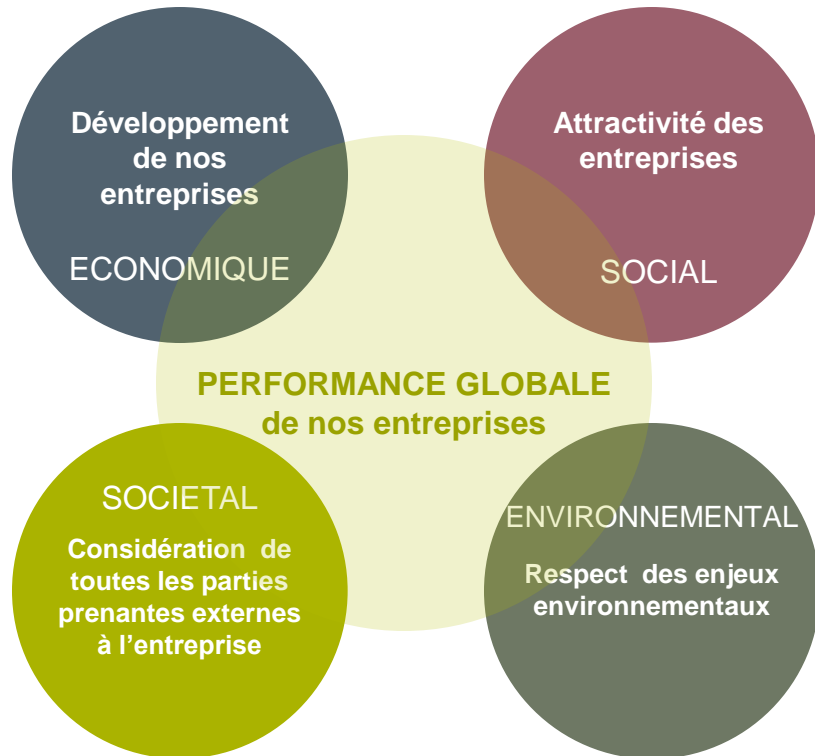 Développement
de nos
entreprises
ECONOMIQUE
Attractivité des
entreprises
SOCIAL
PERFORMANCE GLOBALE
de nos entreprises
SOCIETAL
Considération de
toutes les parties
prenantes externes
à l’entreprise
ENVIRONNEMENTAL
Respect des enjeux
environnementaux